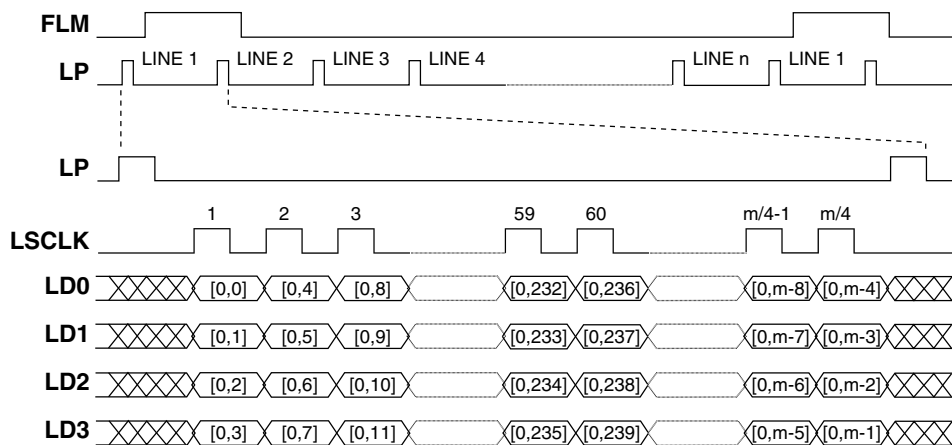 FLM
LP LINE 1 LINE 2 LINE 3 LINE 4 LINE n LINE 1
LP
1 2 3 59 60 m/4-1 m/4
LSCLK
LD0 [0,0] [0,4] [0,8] [0,232] [0,236] [0,m-8] [0,m-4]
LD1 [0,1] [0,5] [0,9] [0,233] [0,237] [0,m-7] [0,m-3]
LD2 [0,2] [0,6] [0,10] [0,234] [0,238] [0,m-6] [0,m-2]
LD3 [0,3] [0,7] [0,11] [0,235] [0,239] [0,m-5] [0,m-1]